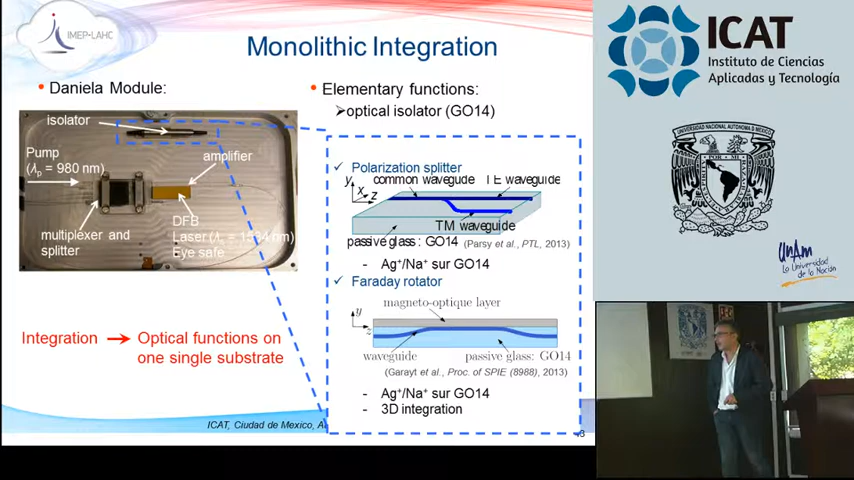 IMEP-LAHC
Monolithic Integration
• Daniela Module:
isolator
Pump
(λp = 980 nm)
amplifier
multiplexer and
splitter
DFB
Laser (λ
nm)
Eye safe
Integration → Optical functions on
one single substrate
• Elementary functions:
➢optical isolator (GO14)
✓ Polarization splitter
common waveguide TE waveguide
y
x
z
TM waveguide
passive glass: GO14 (Parsy et al., PTL, 2013)
- Ag+/Na+ sur GO14
✓ Faraday rotator
magneto-optique layer
y
z
waveguide
passive glass: GO14
(Garayt et al., Proc. of SPIE (8988), 2013)
- Ag+/Na+ sur GO14
- 3D integration
ICAT, Ciudad de Mexico,
ICAT
Instituto de Ciencias
Aplicadas y Tecnología
UNAM
La Universidad
de la Nación